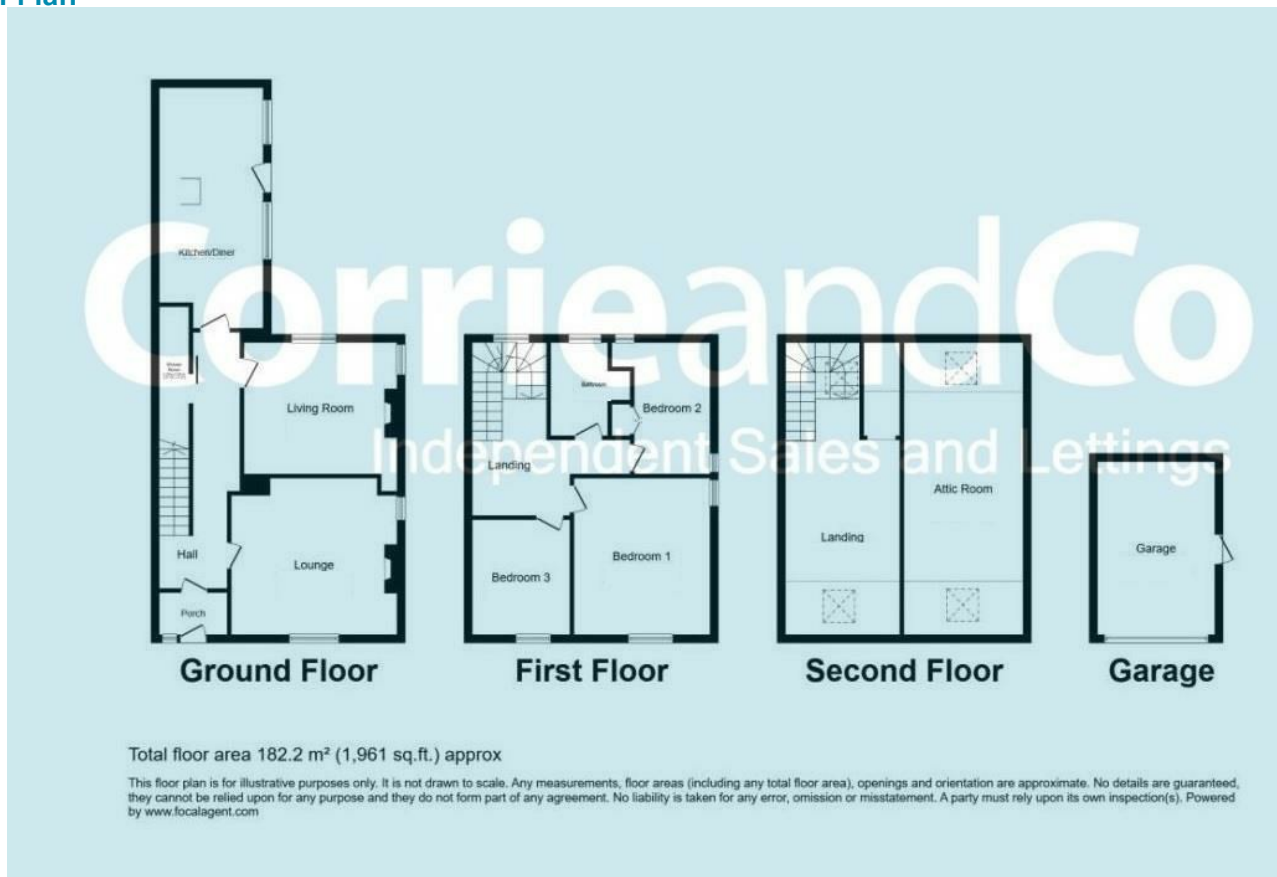 Plan
Kitchen/Diner
CorrieandCo
Independent Sales and Lettings
Living Room
Bathroom
Bedroom 2
Landing
Attic Room
Hall
Lounge
Bedroom 1
Bedroom 3
Landing
Garage
Porch
Ground Floor
First Floor
Second Floor
Garage
Total floor area 182.2 m² (1,961 sq.ft.) approx
This floor plan is for illustrative purposes only. It is not drawn to scale. Any measurements, floor areas (including any total floor area), openings and orientation are approximate. No details are guaranteed,
they cannot be relied upon for any purpose and they do not form part of any agreement. No liability is taken for any error, omission or misstatement. A party must rely upon its own inspection(s). Powered
by www.focalagent.com